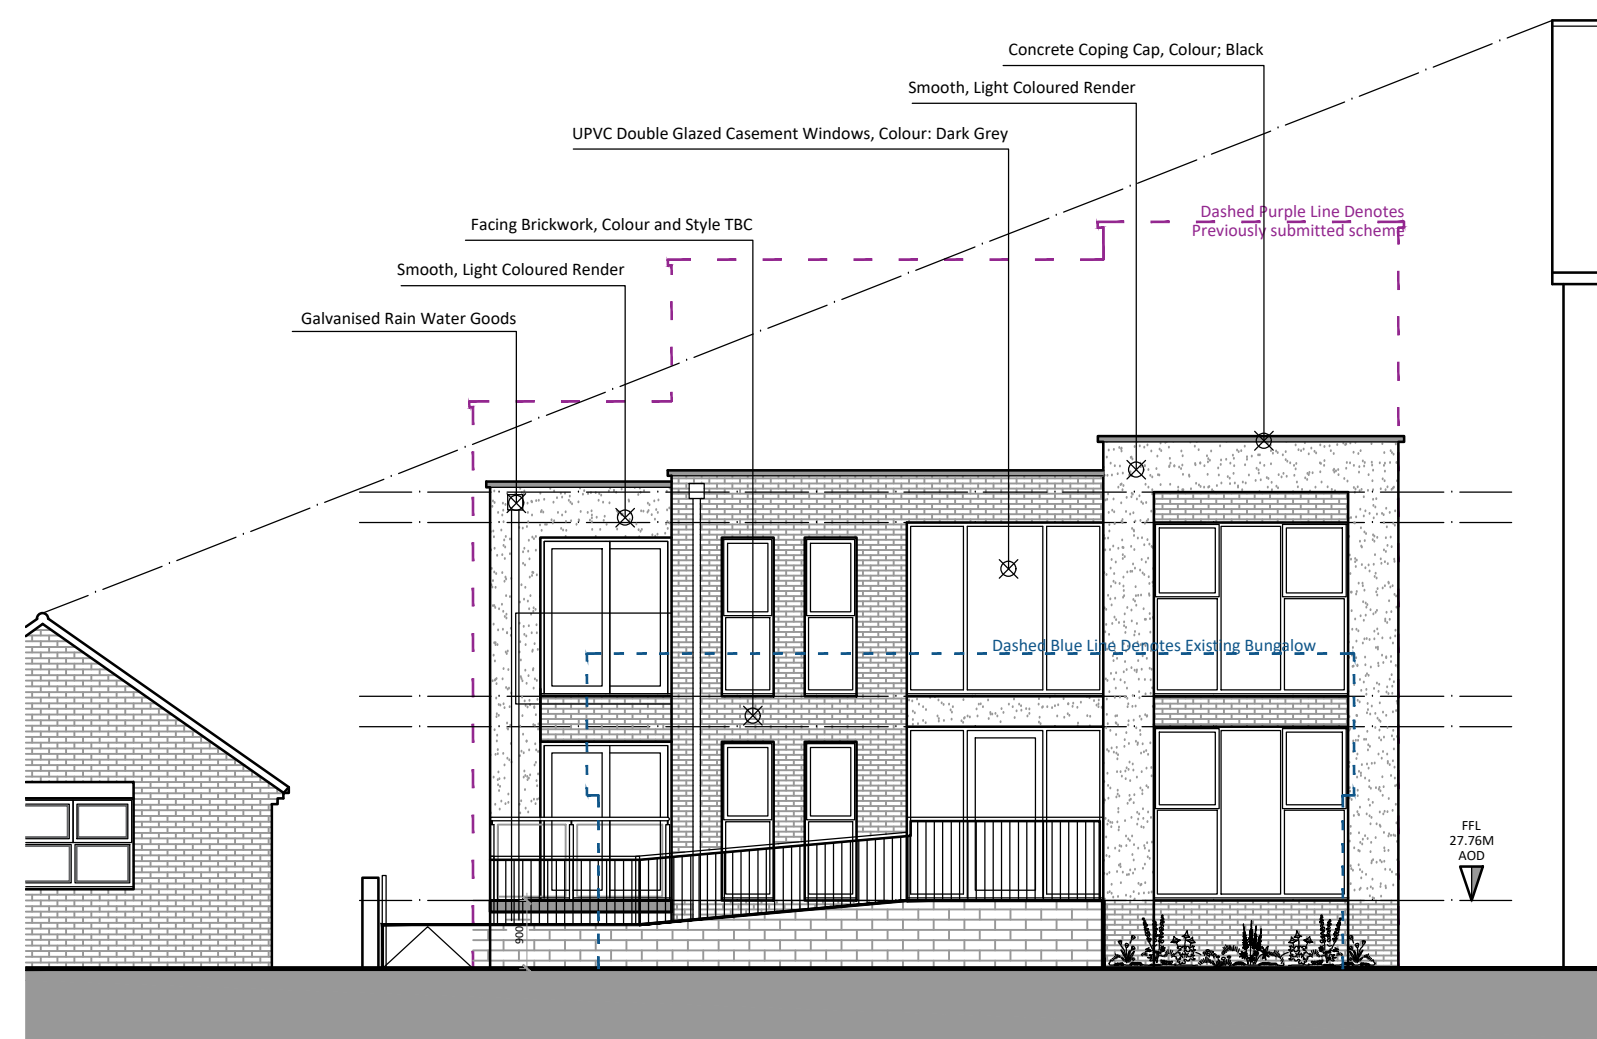 Concrete Coping Cap, Colour; Black
Smooth, Light Coloured Render
UPVC Double Glazed Casement Windows, Colour: Dark Grey
Dashed Purple Line Denotes
Previously submitted scheme
Facing Brickwork, Colour and Style TBC
Smooth, Light Coloured Render
Galvanised Rain Water Goods
Dashed Blue Line Denotes Existing Bungalow
FFL
27.76M
AOD
900